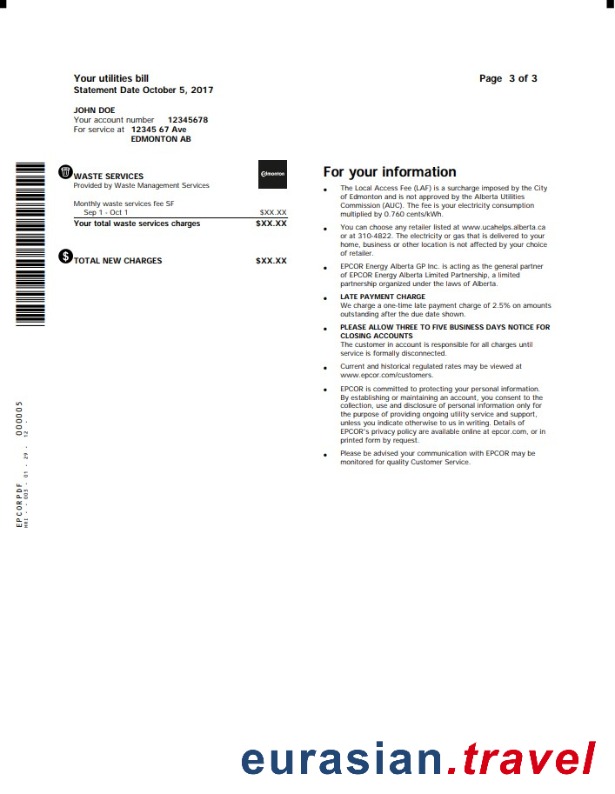 Your utilities bill
Statement Date October 5, 2017
Page 3 of 3
JOHN DOE
Your account number 12345678
For service at 12345 67 Ave
EDMONTON AB
WASTE SERVICES
Provided by Waste Management Services
Edmonton
Monthly waste services fee SF
Sep 1 - Oct 1 $XX.XX
Your total waste services charges $XX.XX
$
TOTAL NEW CHARGES $XX.XX
For your information
• The Local Access Fee (LAF) is a surcharge imposed by the City
of Edmonton and is not approved by the Alberta Utilities
Commission (AUC). The fee is your electricity consumption
multiplied by 0.760 cents/kWh.
• You can choose any retailer listed at www.ucahelps.alberta.ca
or at 310-4822. The electricity or gas that is delivered to your
home, business or other location is not affected by your choice
of retailer.
• EPCOR Energy Alberta GP Inc. is acting as the general partner
of EPCOR Energy Alberta Limited Partnership, a limited
partnership organized under the laws of Alberta.
• LATE PAYMENT CHARGE
We charge a one-time late payment charge of 2.5% on amounts
outstanding after the due date shown.
• PLEASE ALLOW THREE TO FIVE BUSINESS DAYS NOTICE FOR
CLOSING ACCOUNTS
The customer in account is responsible for all charges until
service is formally disconnected.
• Current and historical regulated rates may be viewed at
www.epcor.com/customers.
• EPCOR is committed to protecting your personal information.
By establishing or maintaining an account, you consent to the
collection, use and disclosure of personal information only for
the purpose of providing ongoing utility service and support,
unless you indicate otherwise to us in writing. Details of
EPCOR's privacy policy are available online at epcor.com, or in
printed form by request.
• Please be advised your communication with EPCOR may be
monitored for quality Customer Service.
EPCORPDF 000005
eurasian.travel